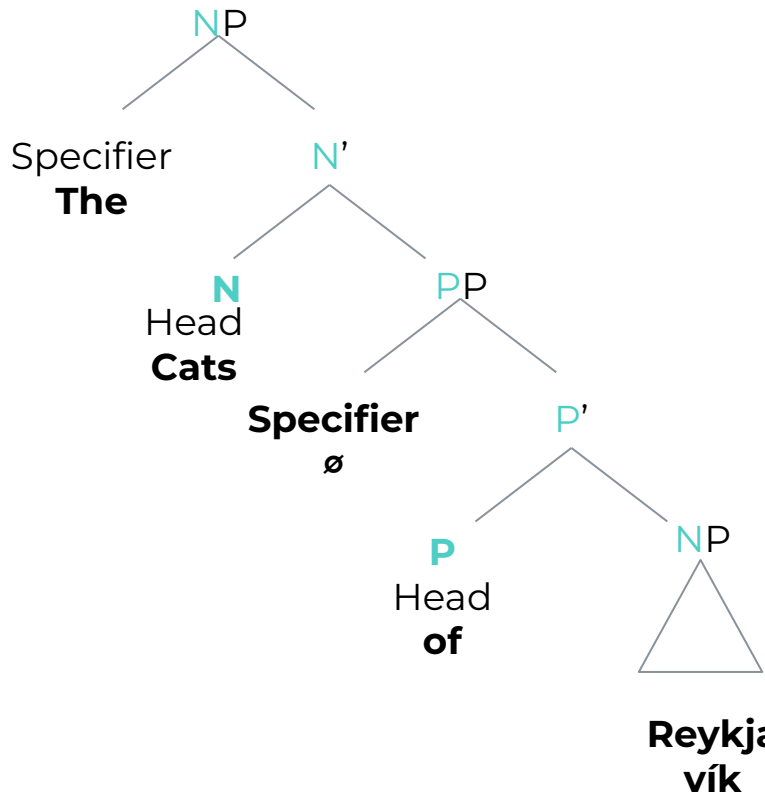 NP
Specifier
The
N’
N
Head
Cats
PP
Specifier
ø
P’
P
Head
of
NP
Reykja
vík